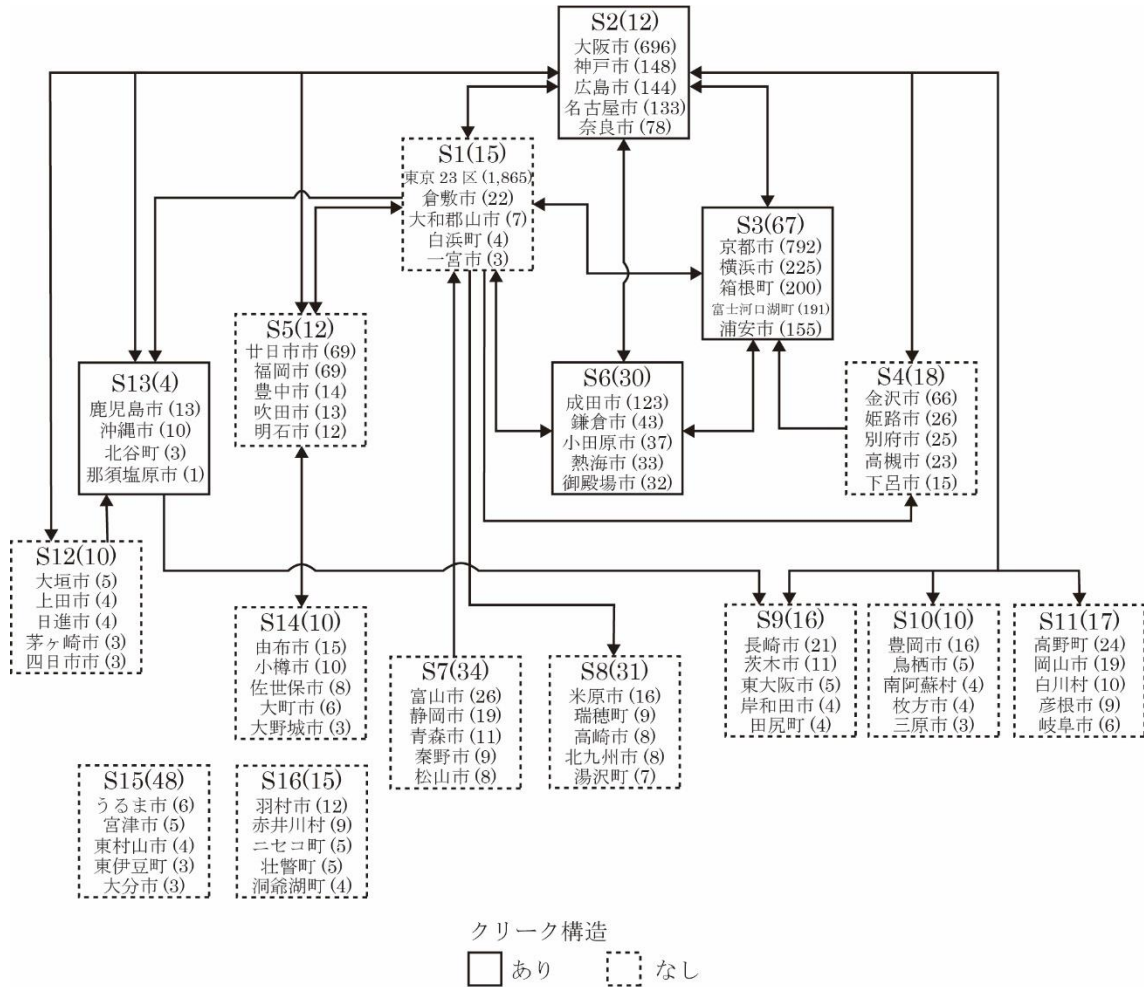 S2(12)
大阪市 (696)
神戸市 (148)
広島市 (144)
名古屋市 (133)
奈良市 (78)
S1(15)
東京 23 区 (1,865)
倉敷市 (22)
大和郡山市 (7)
白浜町 (4)
一宮市 (3)
S3(67)
京都市 (792)
横浜市 (225)
箱根町 (200)
富士河口湖町 (191)
浦安市 (155)
S5(12)
廿日市市 (69)
福岡市 (69)
豊中市 (14)
吹田市 (13)
明石市 (12)
S13(4)
鹿児島市 (13)
沖縄市 (10)
北谷町 (3)
那須塩原市 (1)
S6(30)
成田市 (123)
鎌倉市 (43)
小田原市 (37)
熱海市 (33)
御殿場市 (32)
S4(18)
金沢市 (66)
姫路市 (26)
別府市 (25)
高槻市 (23)
下呂市 (15)
S12(10)
大垣市 (5)
上田市 (4)
日進市 (4)
茅ヶ崎市 (3)
四日市市 (3)
S14(10)
由布市 (15)
小樽市 (10)
佐世保市 (8)
大町市 (6)
大野城市 (3)
S7(34)
富山市 (26)
静岡市 (19)
青森市 (11)
秦野市 (9)
松山市 (8)
S8(31)
米原市 (16)
瑞穂町 (9)
高崎市 (8)
北九州市 (8)
湯沢町 (7)
S9(16)
長崎市 (21)
茨木市 (11)
東大阪市 (5)
岸和田市 (4)
田尻町 (4)
S10(10)
豊岡市 (16)
鳥栖市 (5)
南阿蘇村 (4)
枚方市 (4)
三原市 (3)
S11(17)
高野町 (24)
岡山市 (19)
白川村 (10)
彦根市 (9)
岐阜市 (6)
S15(48)
うるま市 (6)
宮津市 (5)
東村山市 (4)
東伊豆町 (3)
大分市 (3)
S16(15)
羽村市 (12)
赤井川村 (9)
ニセコ町 (5)
壮瞥町 (5)
洞爺湖町 (4)
クリーク構造
あり
なし